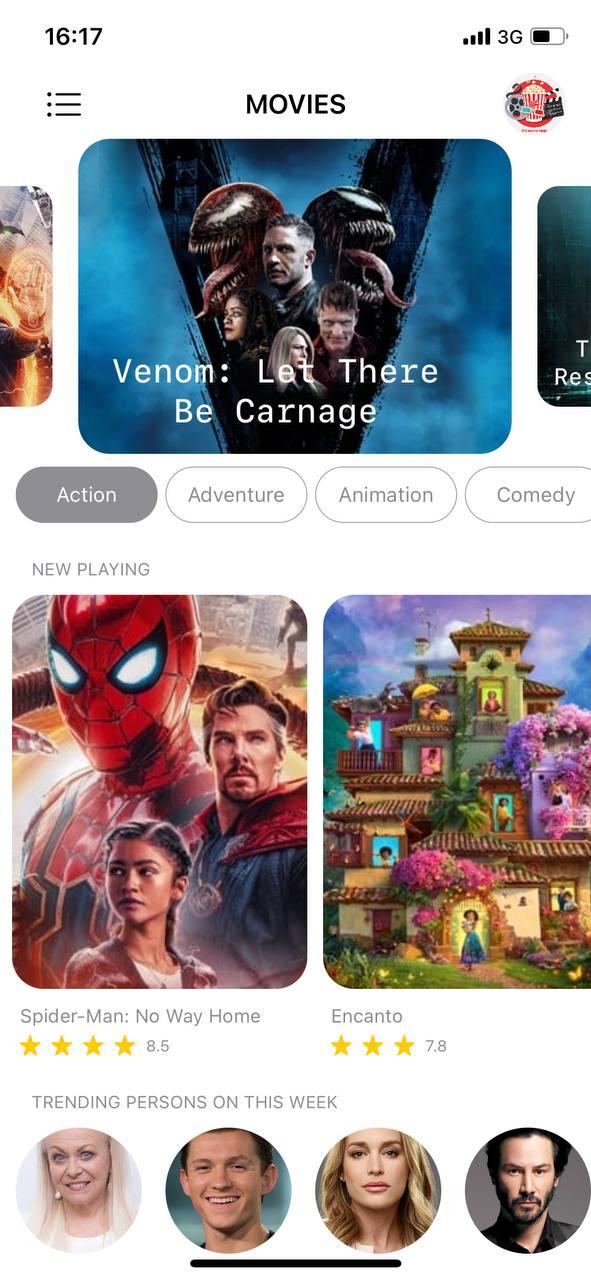 16:17
3G
MOVIES
Venom: Let There
Be Carnage
T
Res
Action
Adventure
Animation
Comedy
NEW PLAYING
Spider-Man: No Way Home
Encanto
8.5
7.8
TRENDING PERSONS ON THIS WEEK